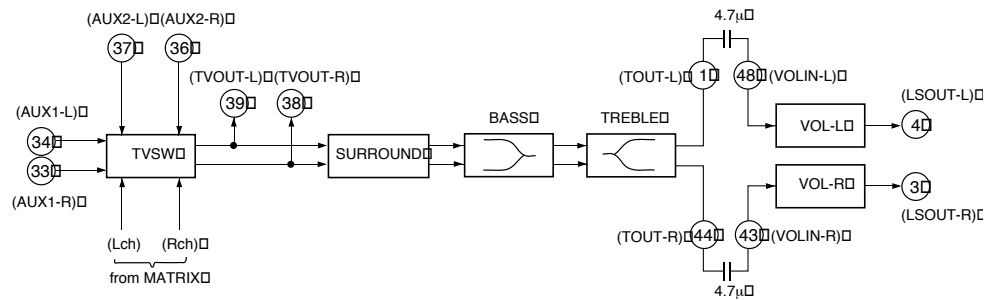 4.7μ
(AUX2-L) (AUX2-R)
37 36
(TVOUT-L) (TVOUT-R)
39 38
(TOUT-L) 1 48 (VOLIN-L)
(LSOUT-L)
(AUX1-L)
34
33
(AUX1-R)
TVSW
SURROUND
BASS
TREBLE
VOL-L
4
VOL-R
3
(LSOUT-R)
(TOUT-R) 44 43 (VOLIN-R)
4.7μ
(Lch) (Rch)
from MATRIX